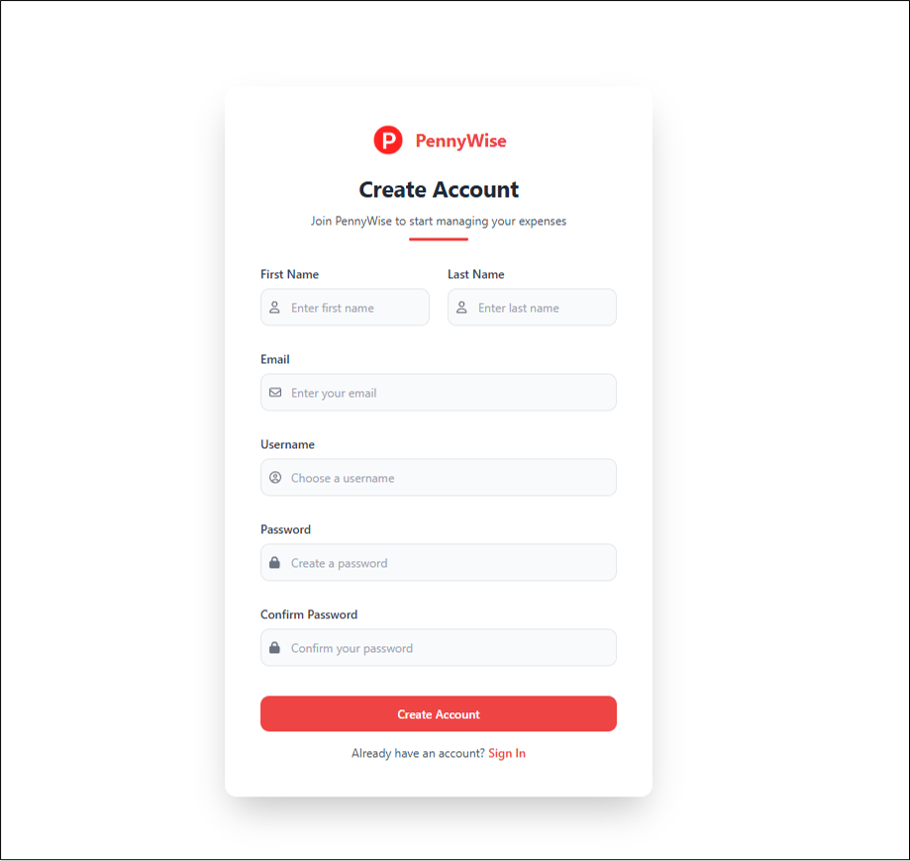 P PennyWise
Create Account
Join PennyWise to start managing your expenses
First Name Last Name
Enter first name Enter last name
Email
Enter your email
Username
Choose a username
Password
Create a password
Confirm Password
Confirm your password
Create Account
Already have an account? Sign In